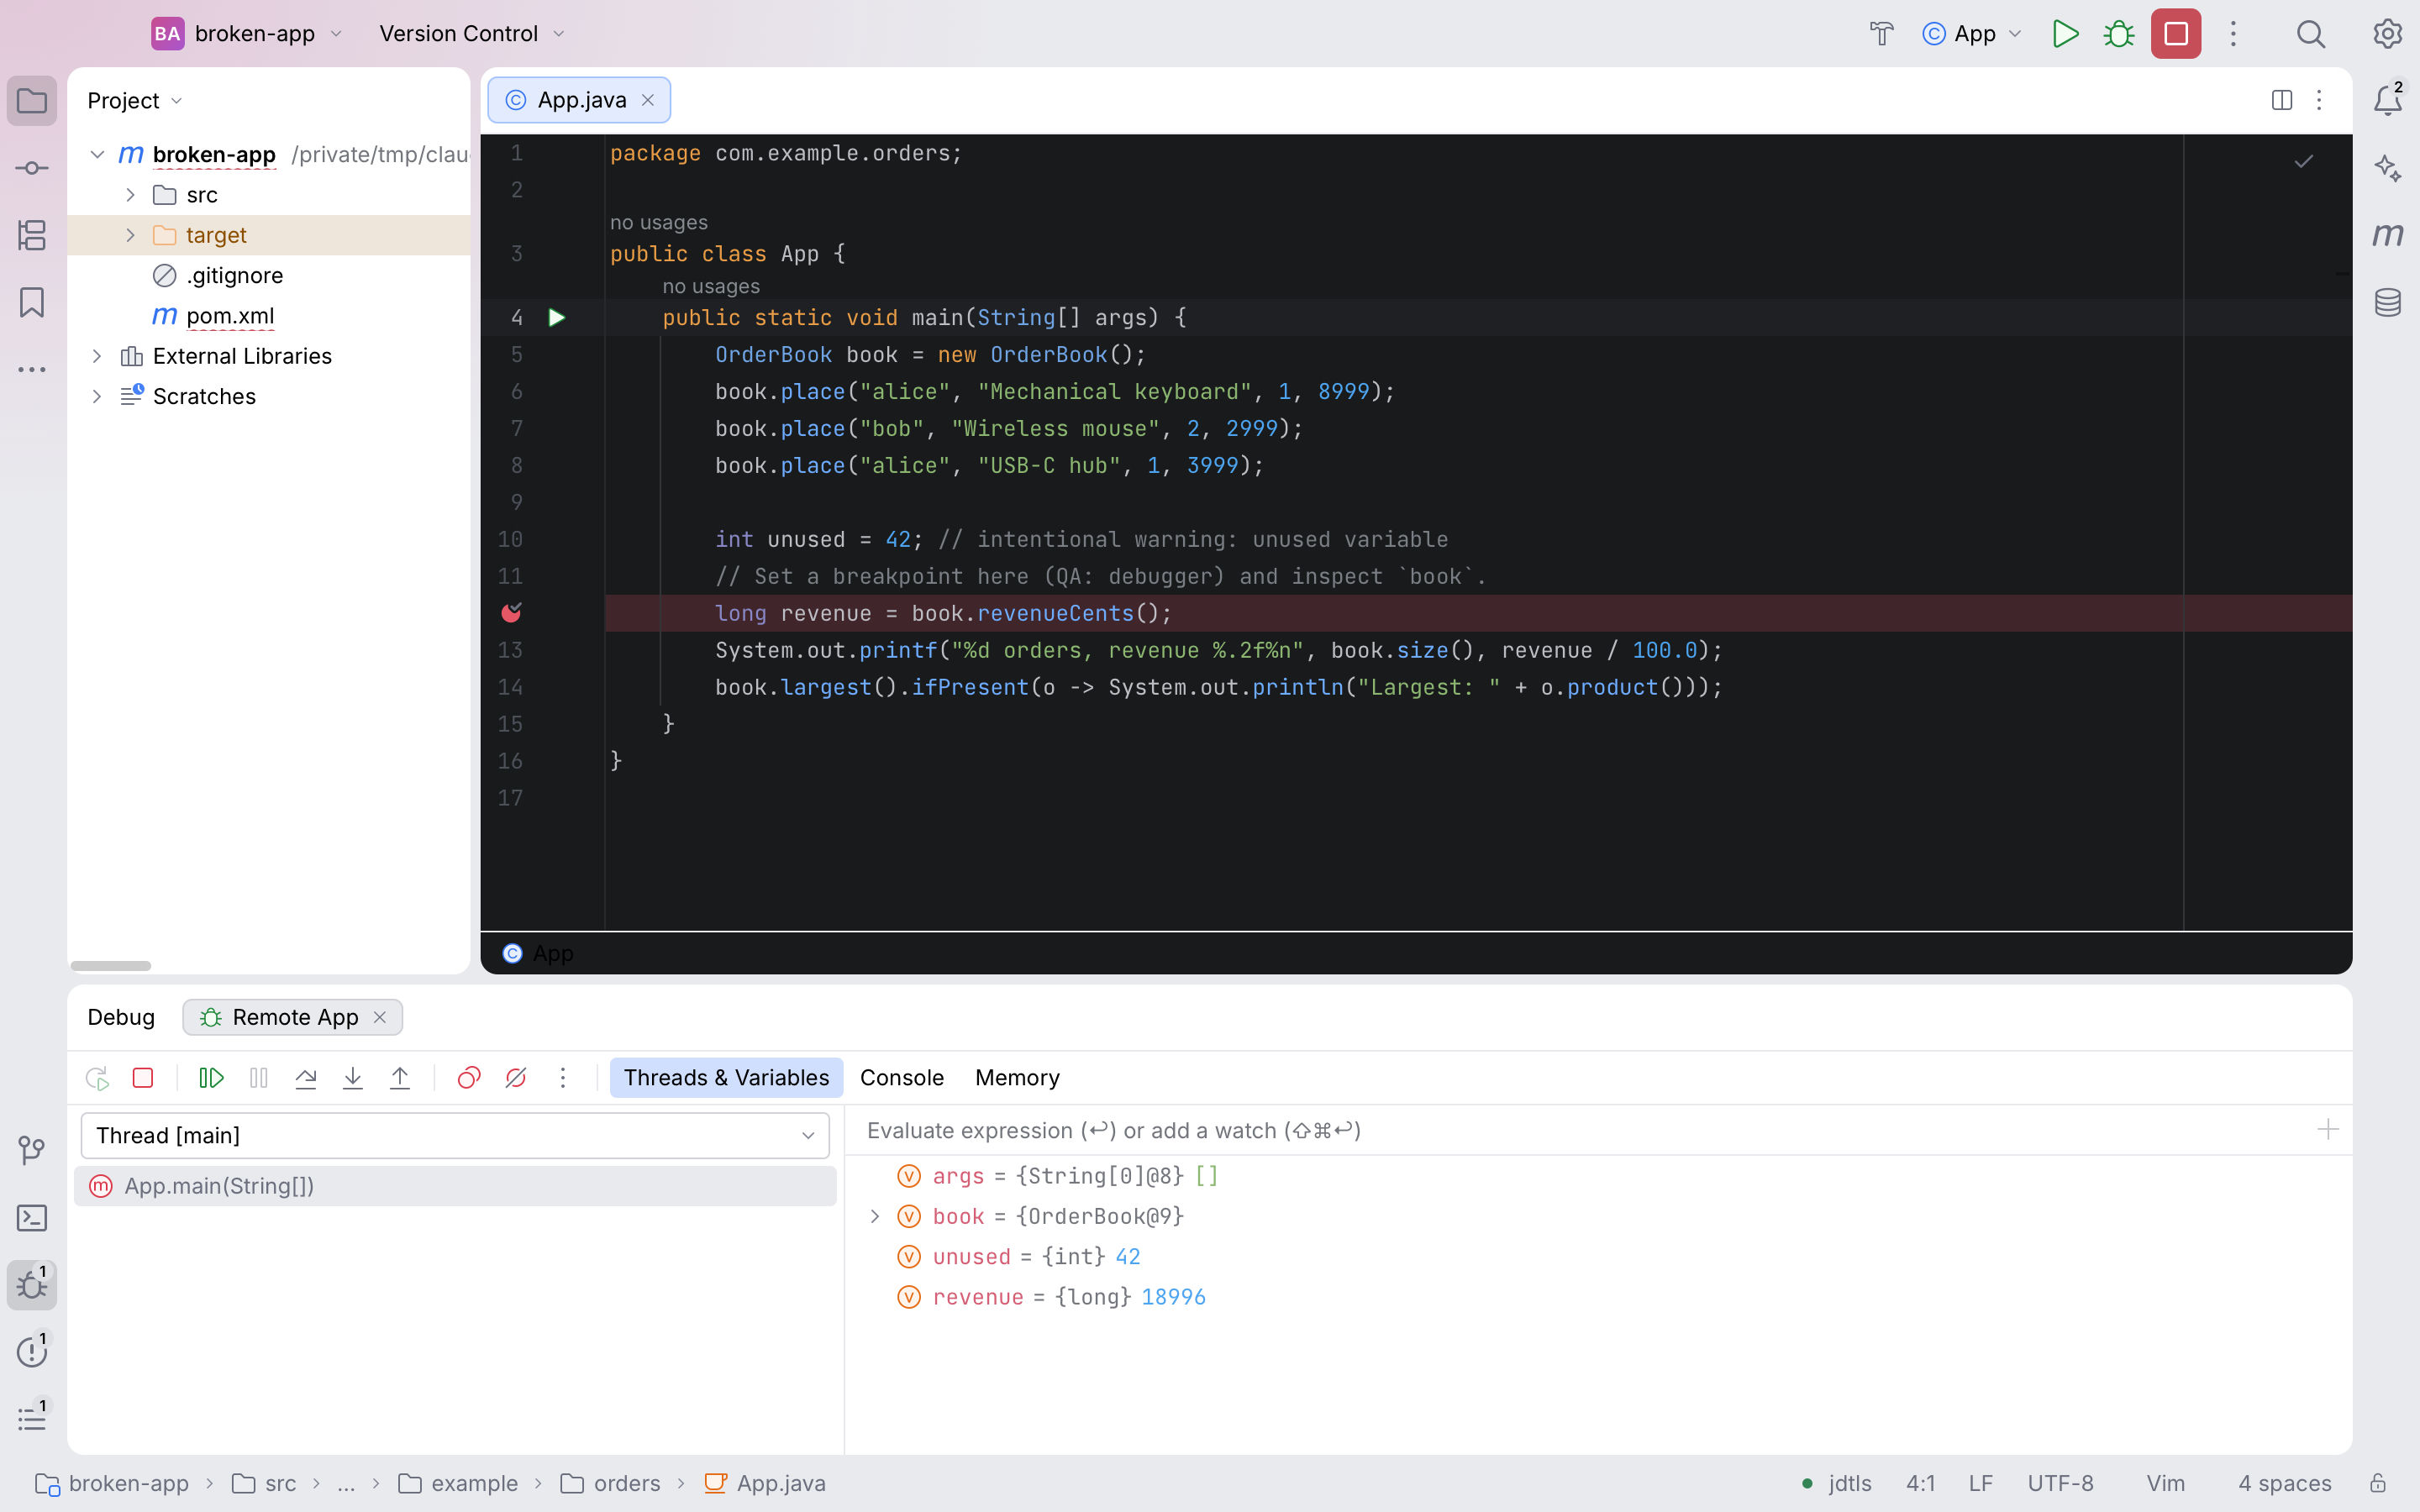 BA broken-app Version Control App
Project
App.java
2
broken-app /private/tmp/clau
src
target
.gitignore
m pom.xml
External Libraries
Scratches
1 package com.example.orders;
2
no usages
3 public class App {
no usages
4 public static void main(String[] args) {
5 OrderBook book = new OrderBook();
6 book.place("alice", "Mechanical keyboard", 1, 8999);
7 book.place("bob", "Wireless mouse", 2, 2999);
8 book.place("alice", "USB-C hub", 1, 3999);
9
10 int unused = 42; // intentional warning: unused variable
11 // Set a breakpoint here (QA: debugger) and inspect `book`.
long revenue = book.revenueCents();
13 System.out.printf("%d orders, revenue %.2f%n", book.size(), revenue / 100.0);
14 book.largest().ifPresent(o -> System.out.println("Largest: " + o.product()));
15 }
16 }
17
App
Debug Remote App
Threads & Variables Console Memory
Thread [main]
App.main(String[])
Evaluate expression (↩) or add a watch (⇧⌘↩)
args = {String[0]@8} []
book = {OrderBook@9}
unused = {int} 42
revenue = {long} 18996
1
1
1
broken-app > src > ... > example > orders > App.java
jdtls 4:1 LF UTF-8 Vim 4 spaces